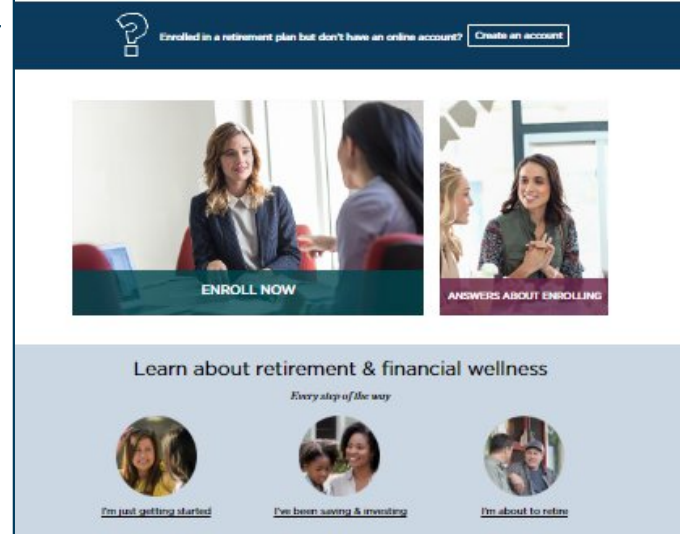 Enrolled in a retirement plan but don't have an online account? Create an account
ENROLL NOW
ANSWERS ABOUT ENROLLING
Learn about retirement & financial wellness
Every step of the way
I'm just getting started
I've been saving & investing
I'm about to retire